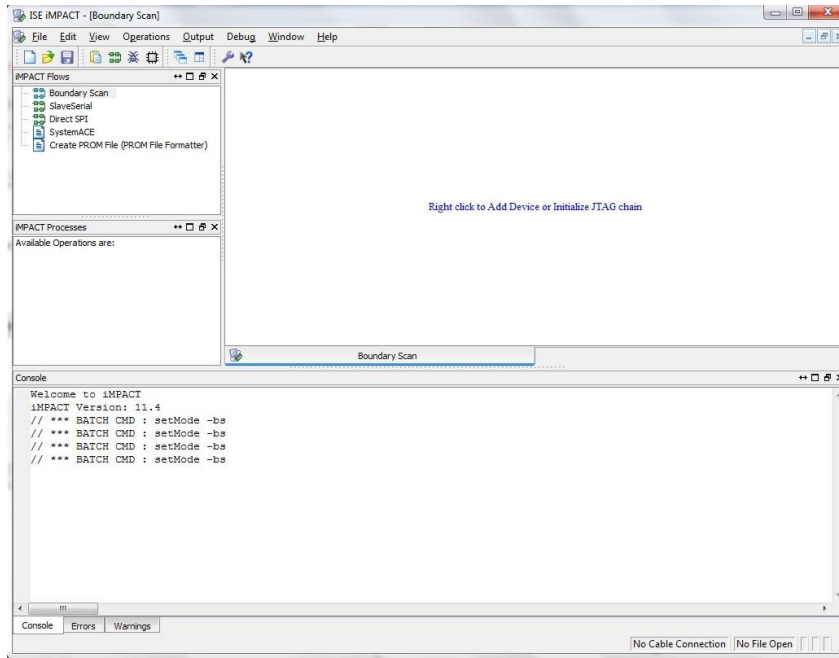 ISE iMPACT - [Boundary Scan]
File Edit View Operations Output Debug Window Help
iMPACT Flows
Boundary Scan
SlaveSerial
Direct SPI
SystemACE
Create PROM File (PROM File Formatter)
Right click to Add Device or Initialize JTAG chain
iMPACT Processes
Available Operations are:
Boundary Scan
Console
Welcome to iMPACT
iMPACT Version: 11.4
// *** BATCH CMD : setMode -bs
// *** BATCH CMD : setMode -bs
// *** BATCH CMD : setMode -bs
// *** BATCH CMD : setMode -bs
Console Errors Warnings
No Cable Connection No File Open